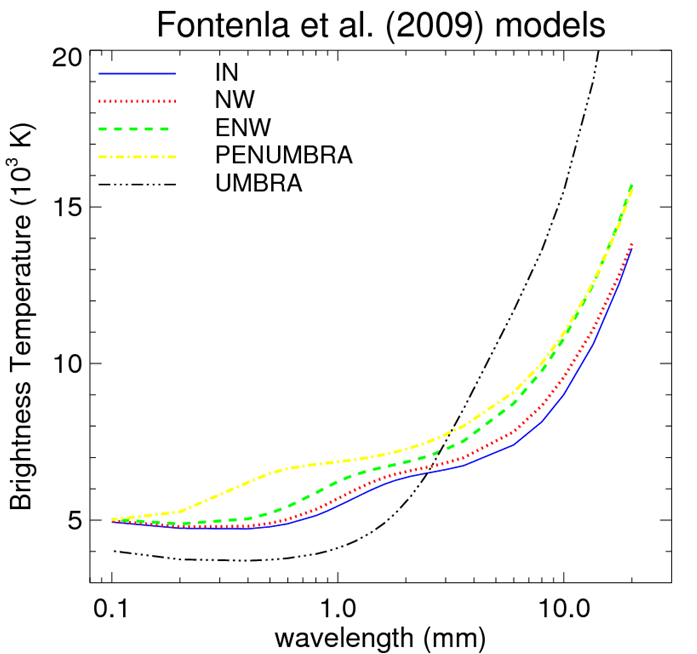 Fontenla et al. (2009) models
20
15
10
5
Brightness Temperature (10³ K)
IN
NW
ENW
PENUMBRA
UMBRA
0.1 1.0 10.0
wavelength (mm)